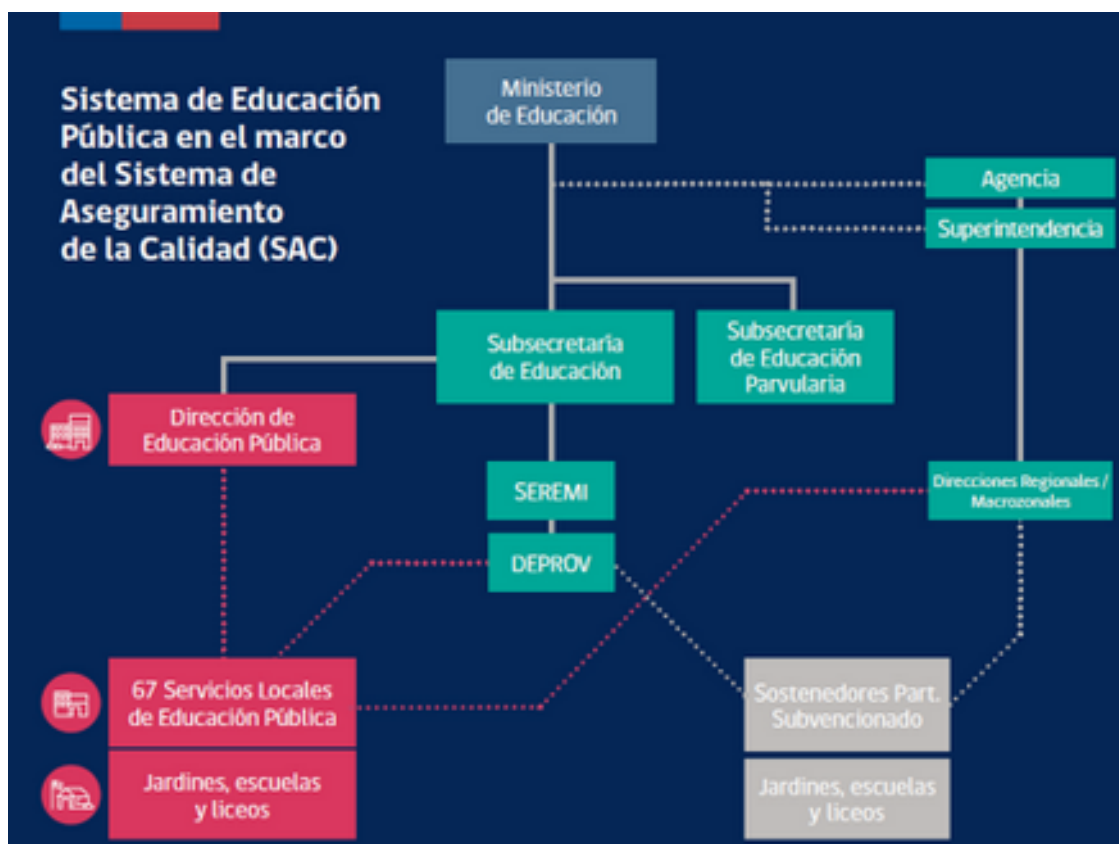 Sistema de Educación
Pública en el marco
del Sistema de
Aseguramiento
de la Calidad (SAC)
Ministerio
de Educación
Agencia
Superintendencia
Subsecretaría
de Educación
Subsecretaría
de Educación
Parvularia
Dirección de
Educación Pública
SEREMI
Direcciones Regionales /
Macrozonales
DEPROV
67 Servicios Locales
de Educación Pública
Sostenedores Part.
Subvencionado
Jardines, escuelas
y liceos
Jardines, escuelas
y liceos